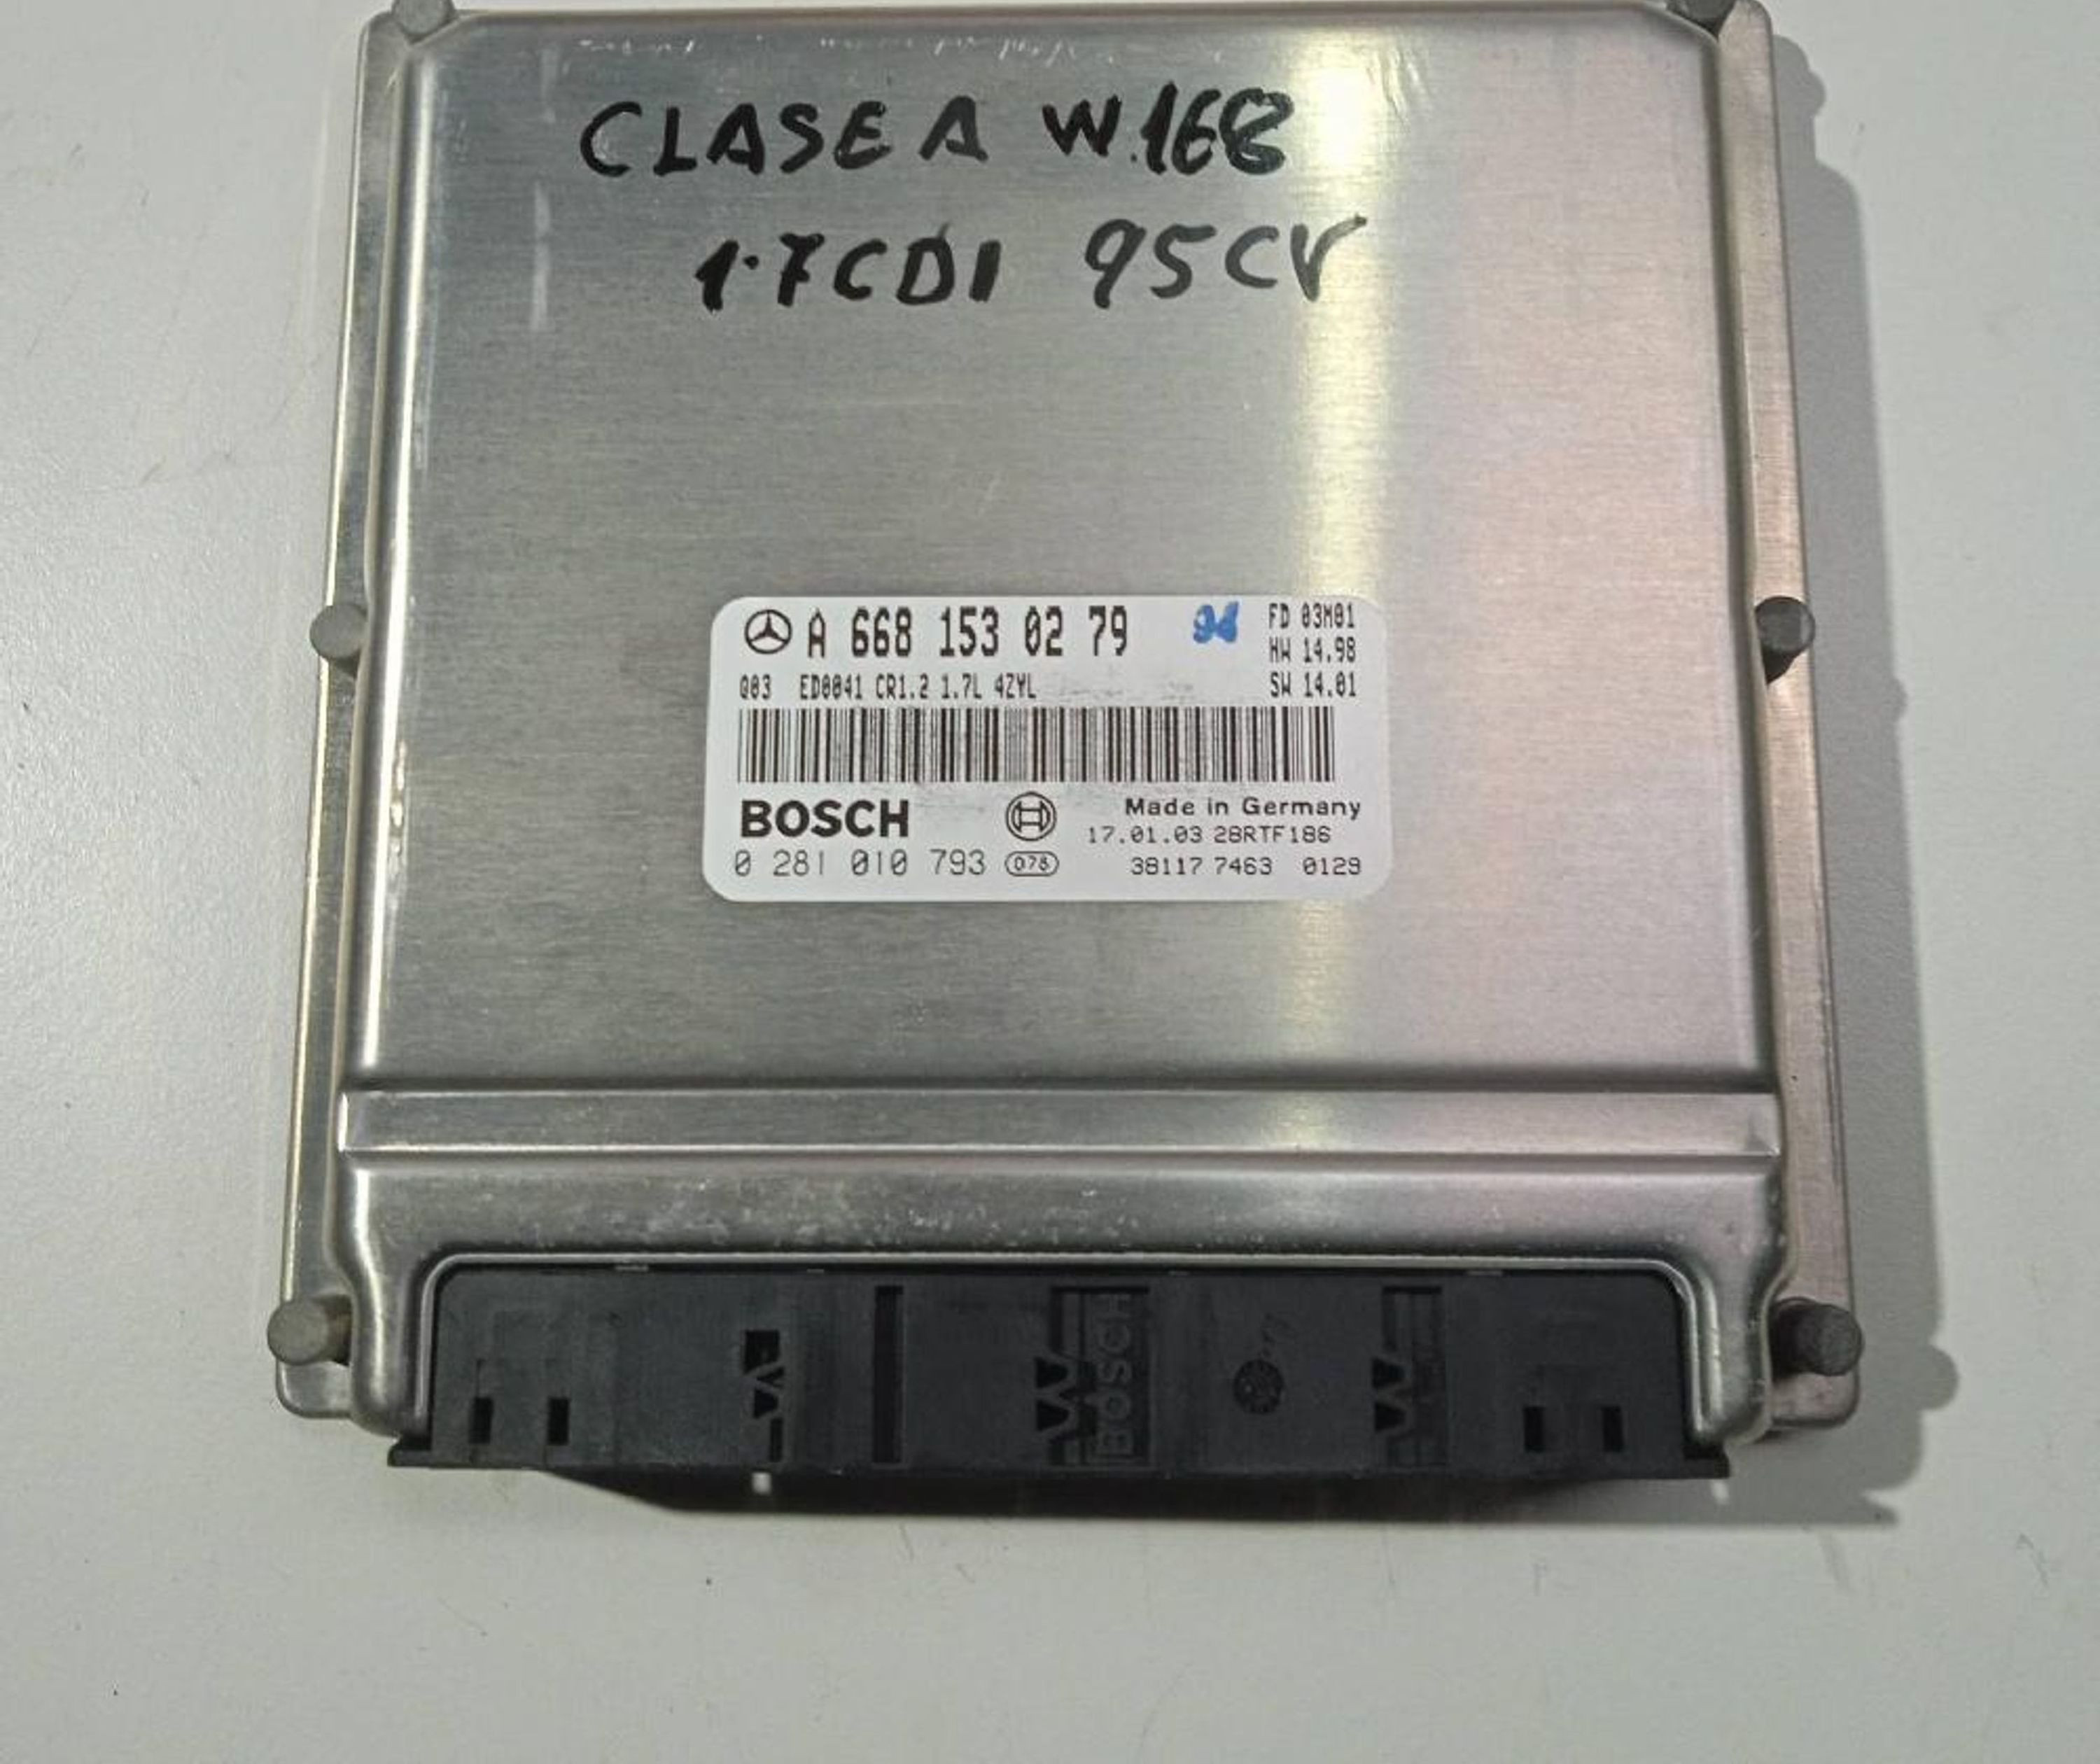 CLASE A W.168
1.7CDI 95CV
A 668 153 02 79 94 FD 03M01
HW 14.98
Q03 ED0041 CR1.2 1.7L 4ZYL SW 14.01
BOSCH Made in Germany
17.01.03 28RTF186
0 281 010 793 078 38117 7463 0129
BOSCH